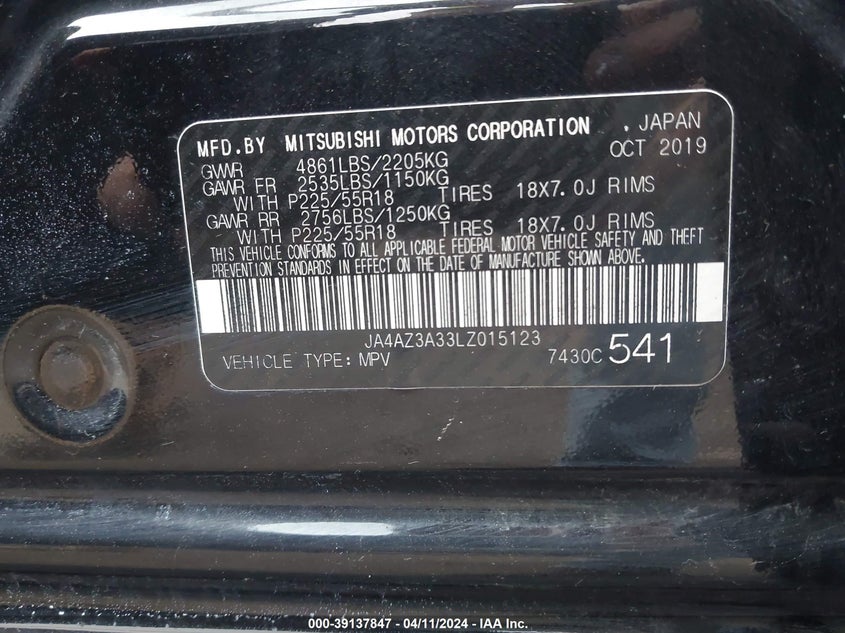 MFD.BY MITSUBISHI MOTORS CORPORATION , JAPAN
GVWR 4861LBS/2205KG OCT 2019
GAWR FR 2535LBS/1150KG
WITH P225/55R18 TIRES 18X7.0J RIMS
GAWR RR 2756LBS/1250KG
WITH P225/55R18 TIRES 18X7.0J RIMS
THIS VEHICLE CONFORMS TO ALL APPLICABLE FEDERAL MOTOR VEHICLE SAFETY AND THEFT
PREVENTION STANDARDS IN EFFECT ON THE DATE OF MANUFACTURE SHOWN ABOVE.
JA4AZ3A33LZ015123
VEHICLE TYPE: MPV 7430C 541
000-39137847 - 04/11/2024 - IAA Inc.